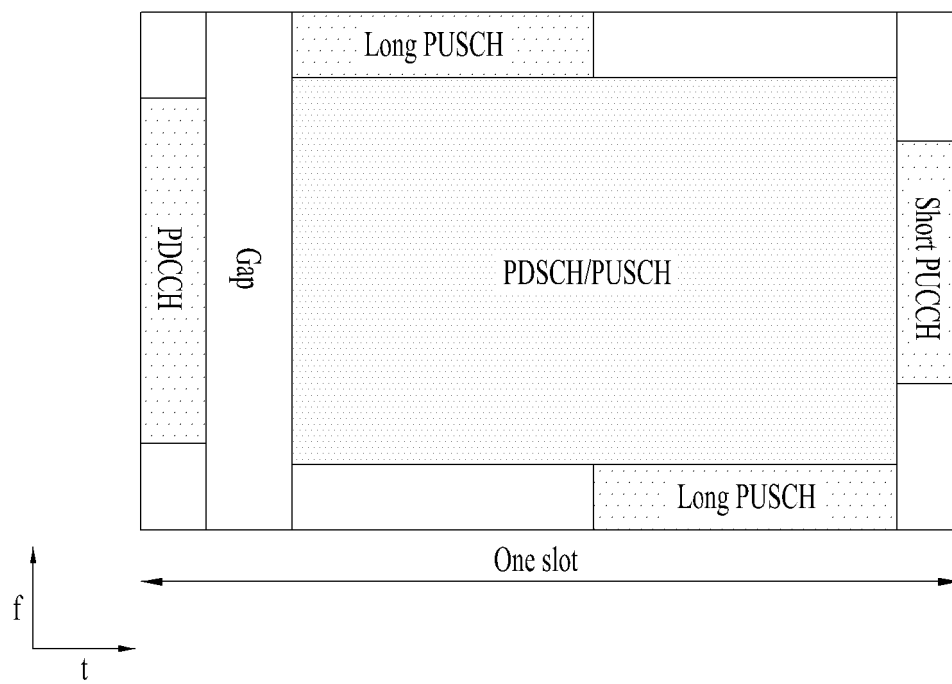 Long PUSCH
PDCCH
Gap
PDSCH/PUSCH
Short PUCCH
Long PUSCH
One slot
f
t